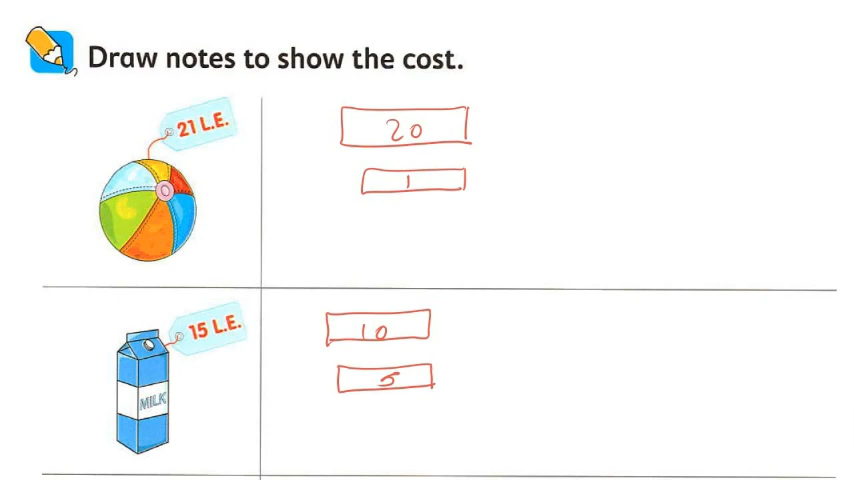 Draw notes to show the cost.
21 L.E.
20
1
15 L.E.
10
5
MILK